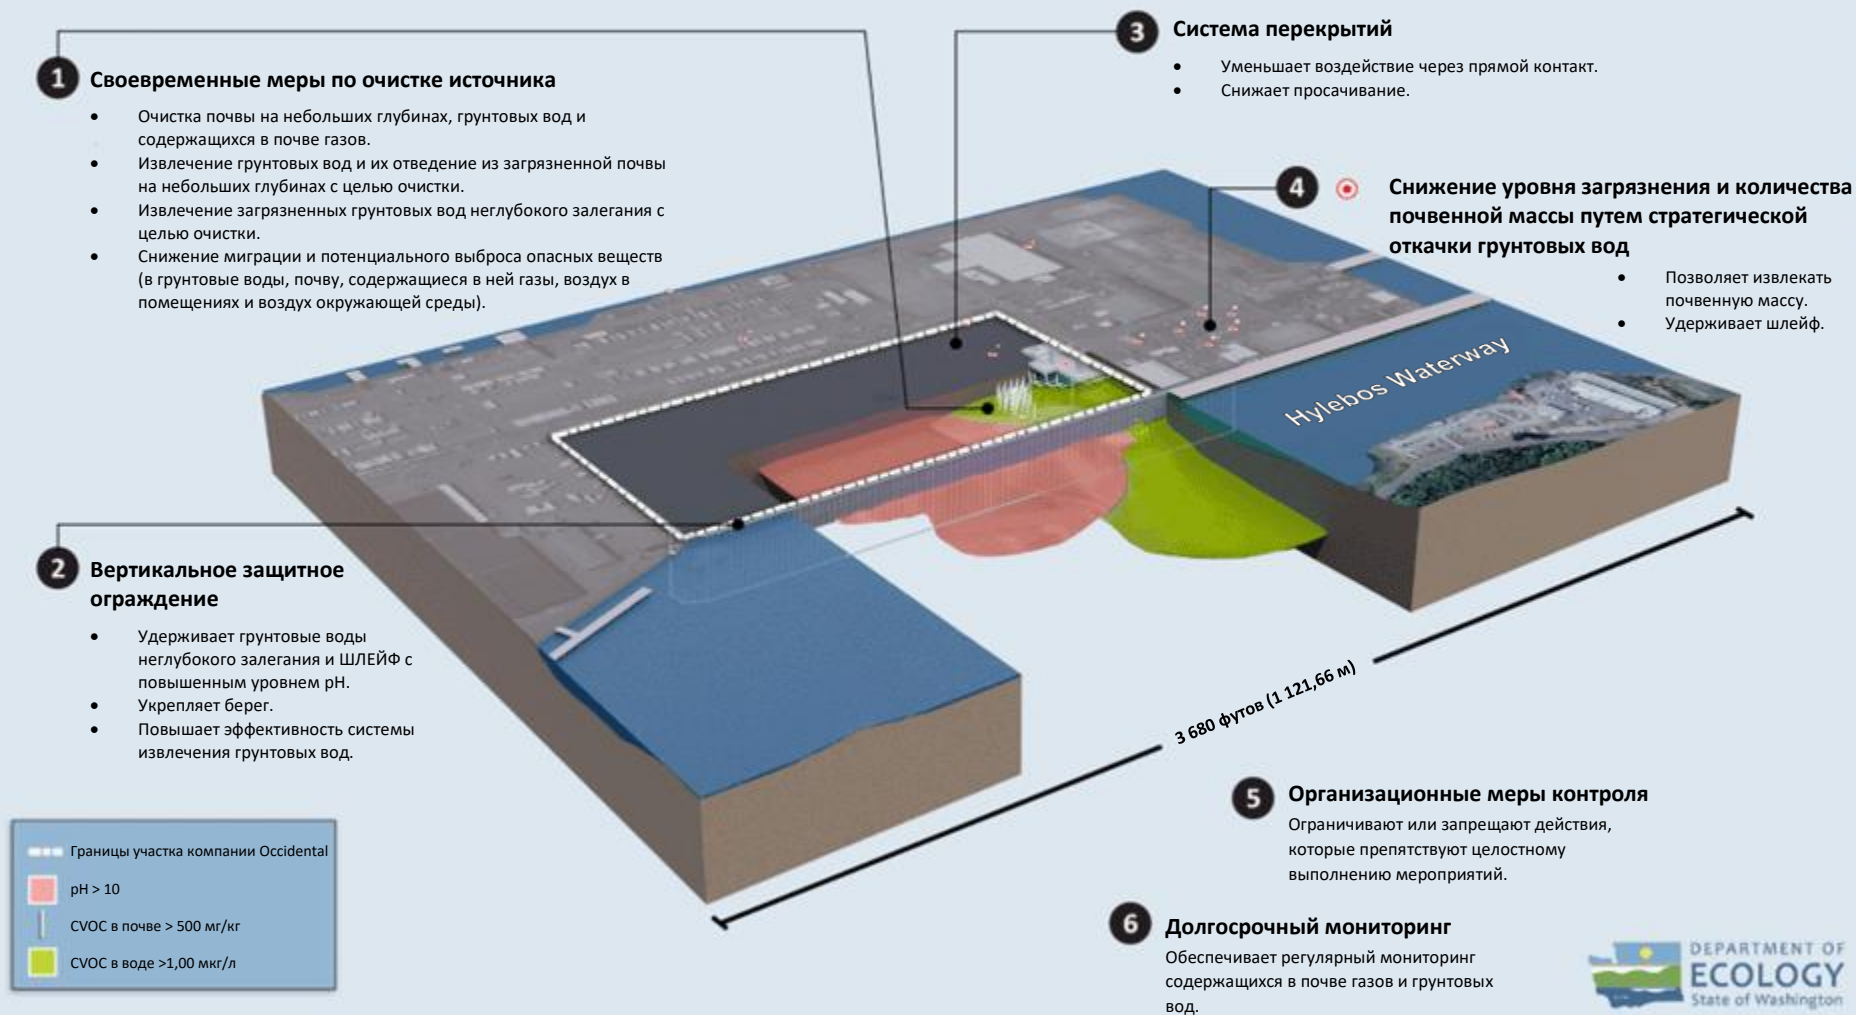 1 Своевременные меры по очистке источника
• Очистка почвы на небольших глубинах, грунтовых вод и
содержащихся в почве газов.
• Извлечение грунтовых вод и их отведение из загрязненной почвы
на небольших глубинах с целью очистки.
• Извлечение загрязненных грунтовых вод неглубокого залегания с
целью очистки.
• Снижение миграции и потенциального выброса опасных веществ
(в грунтовые воды, почву, содержащиеся в ней газы, воздух в
помещениях и воздух окружающей среды).
3 Система перекрытий
• Уменьшает воздействие через прямой контакт.
• Снижает просачивание.
4 Снижение уровня загрязнения и количества
почвенной массы путем стратегической
откачки грунтовых вод
• Позволяет извлекать
почвенную массу.
• Удерживает шлейф.
Hylebos Waterway
2 Вертикальное защитное
ограждение
• Удерживает грунтовые воды
неглубокого залегания и ШЛЕЙФ с
повышенным уровнем pH.
• Укрепляет берег.
• Повышает эффективность системы
извлечения грунтовых вод.
3 680 футов (1 121,66 м)
5 Организационные меры контроля
Ограничивают или запрещают действия,
которые препятствуют целостному
выполнению мероприятий.
6 Долгосрочный мониторинг
Обеспечивает регулярный мониторинг
содержащихся в почве газов и грунтовых
вод.
Границы участка компании Occidental
pH > 10
CVOC в почве > 500 мг/кг
CVOC в воде >1,00 мкг/л
DEPARTMENT OF
ECOLOGY
State of Washington